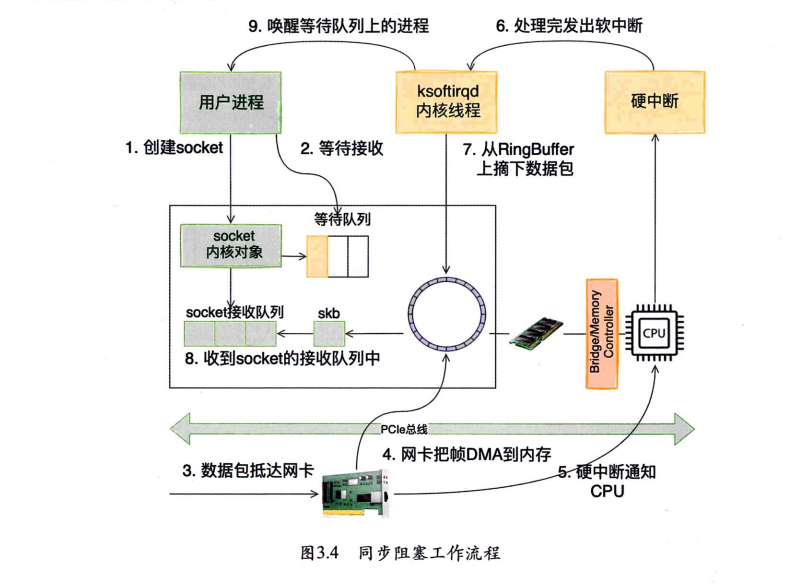 9. 唤醒等待队列上的进程
6. 处理完发出软中断
用户进程
ksoftirqd
内核线程
硬中断
1. 创建socket
2. 等待接收
7. 从RingBuffer
上摘下数据包
等待队列
socket
内核对象
socket接收队列
skb
8. 收到socket的接收队列中
Bridge/Memory
Controller
CPU
PCIe总线
3. 数据包抵达网卡
4. 网卡把帧DMA到内存
5. 硬中断通知
CPU
图3.4 同步阻塞工作流程